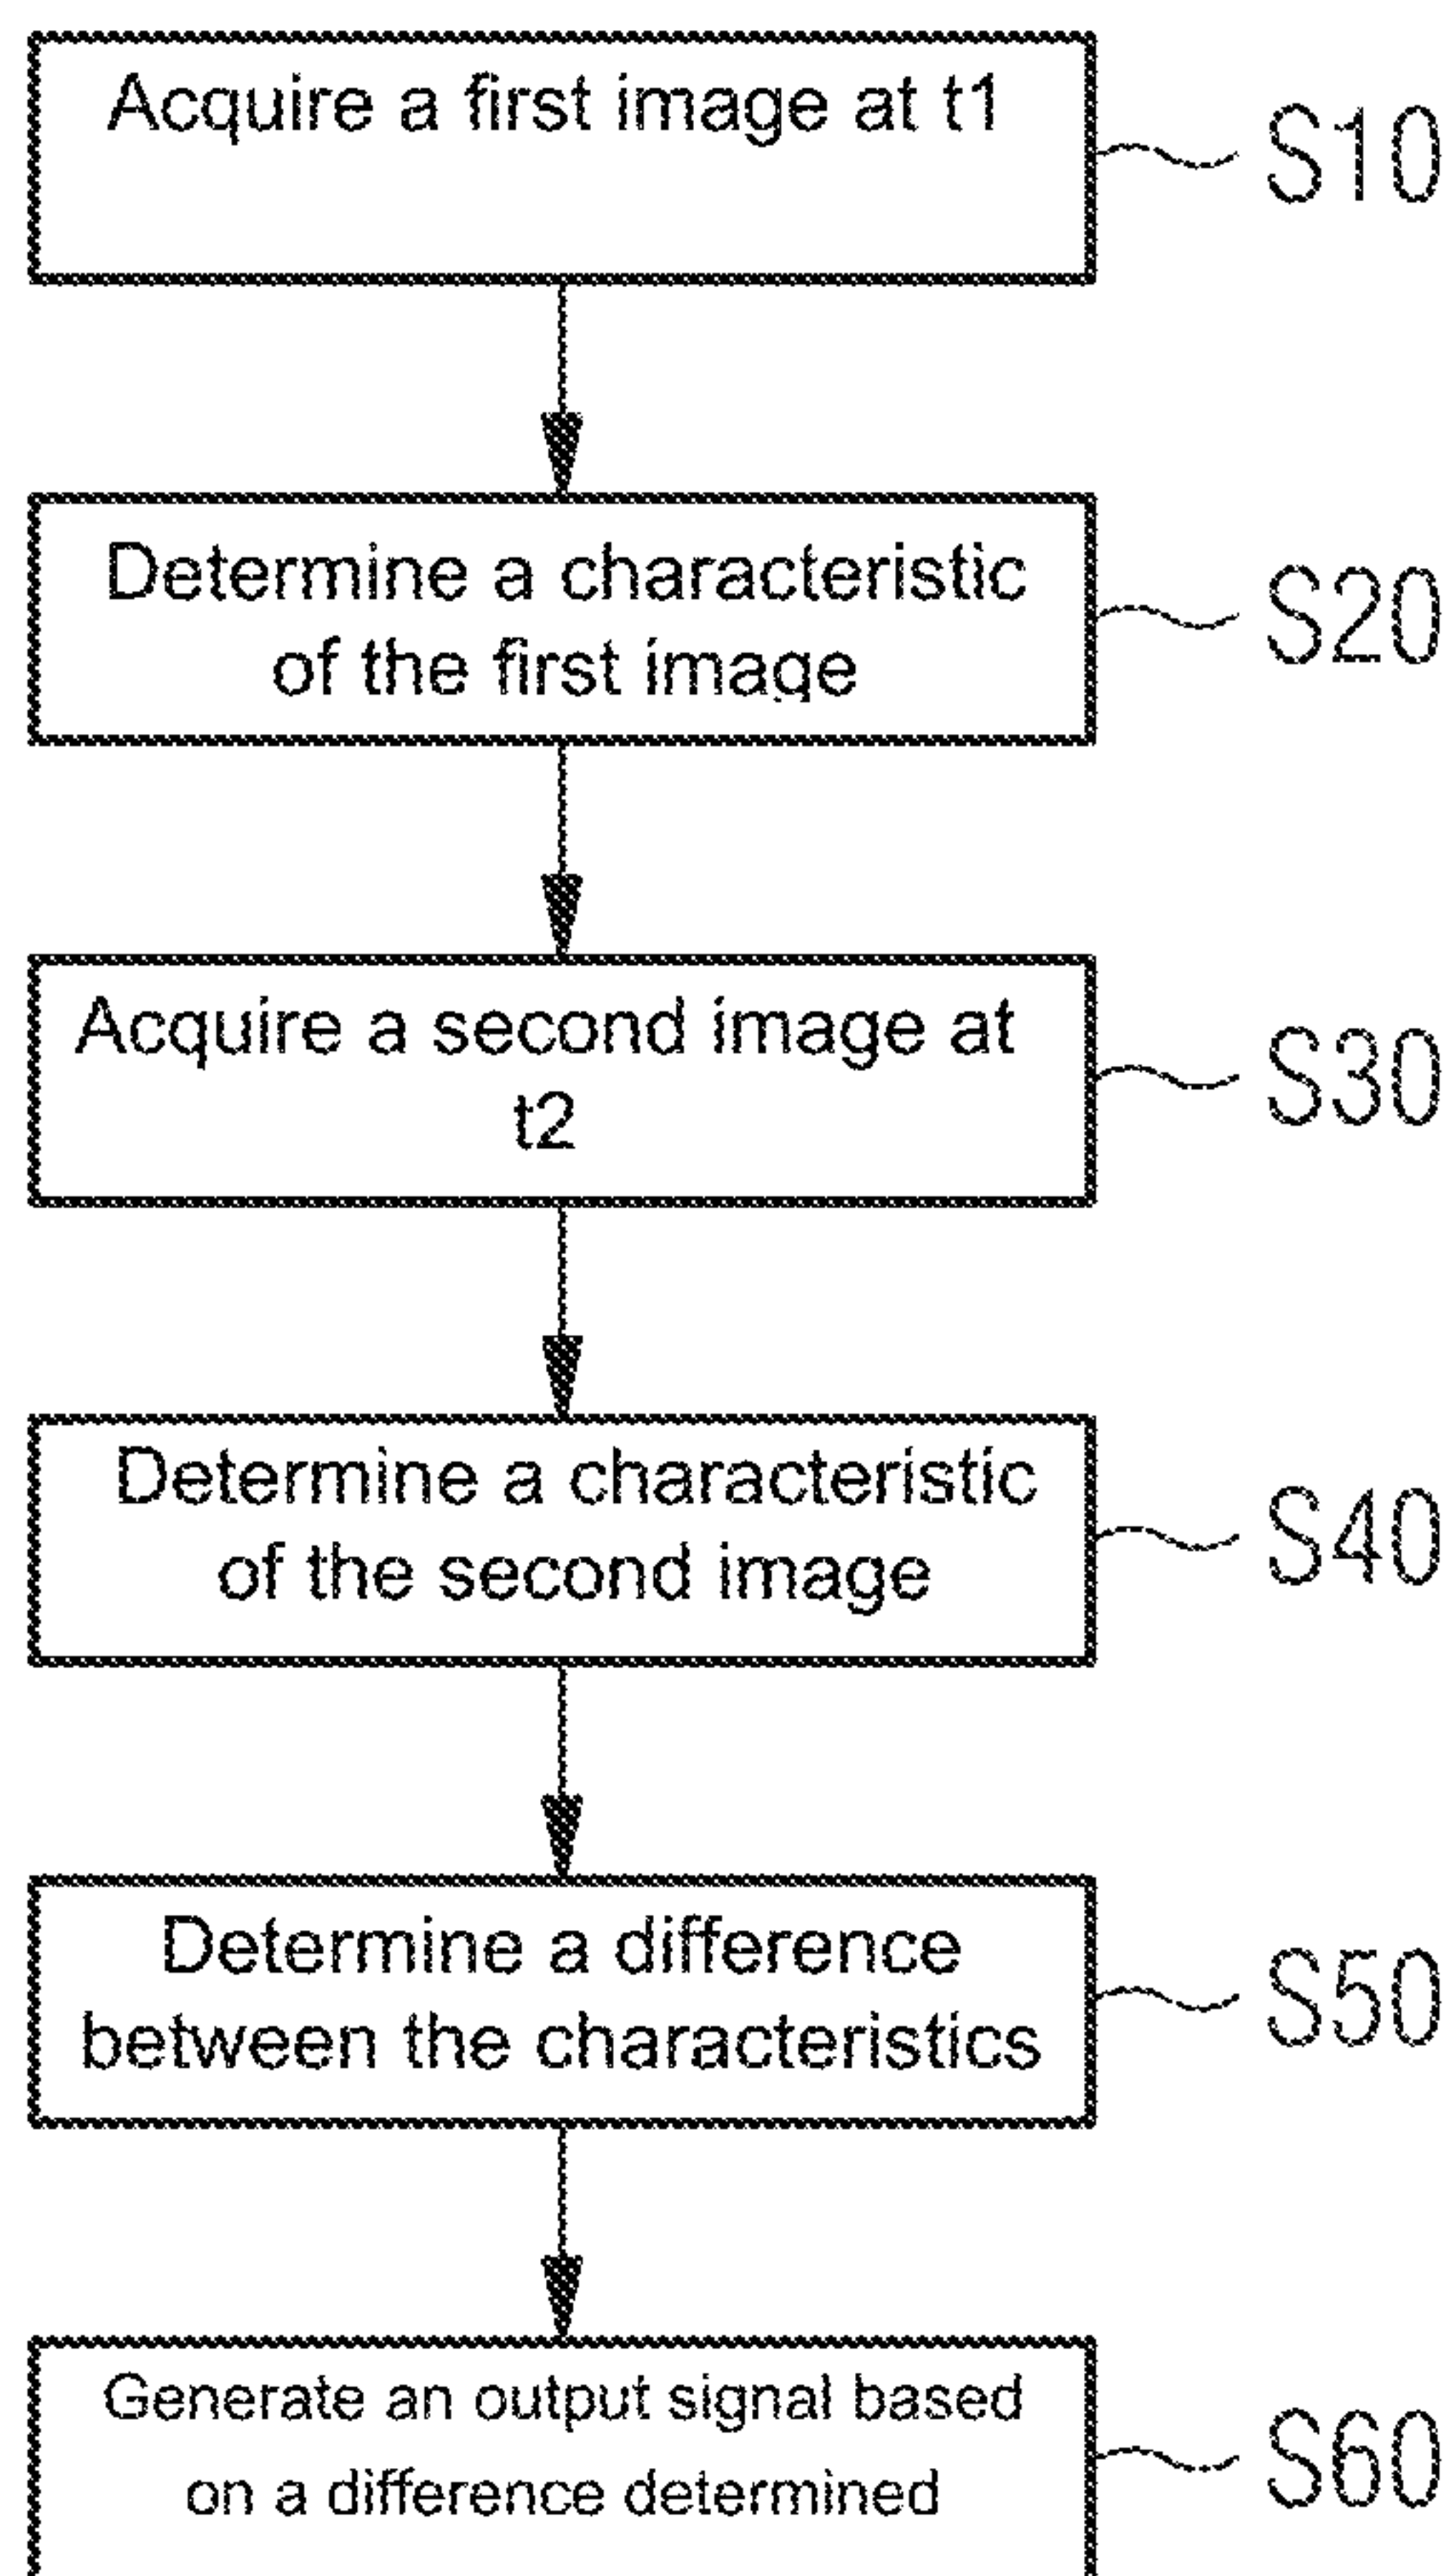 Acquire a first image at t1
S10
Determine a characteristic
of the first image
S20
Acquire a second image at
t2
S30
Determine a characteristic
of the second image
S40
Determine a difference
between the characteristics
S50
Generate an output signal based
on a difference determined
S60